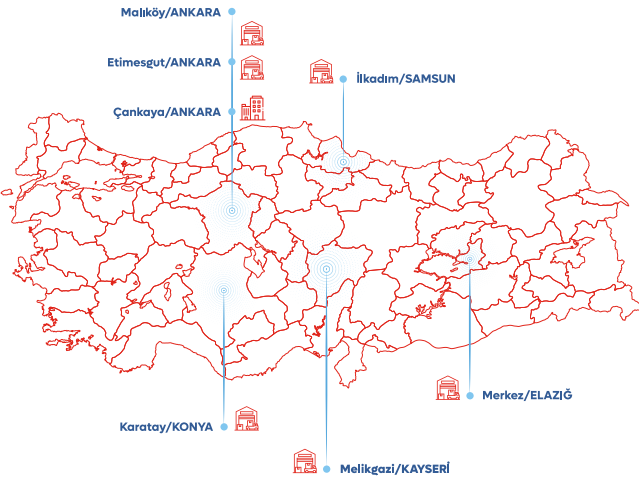 Malıköy/ANKARA
Etimesgut/ANKARA
İlkadım/SAMSUN
Çankaya/ANKARA
Merkez/ELAZIĞ
Karatay/KONYA
Melikgazi/KAYSERİ